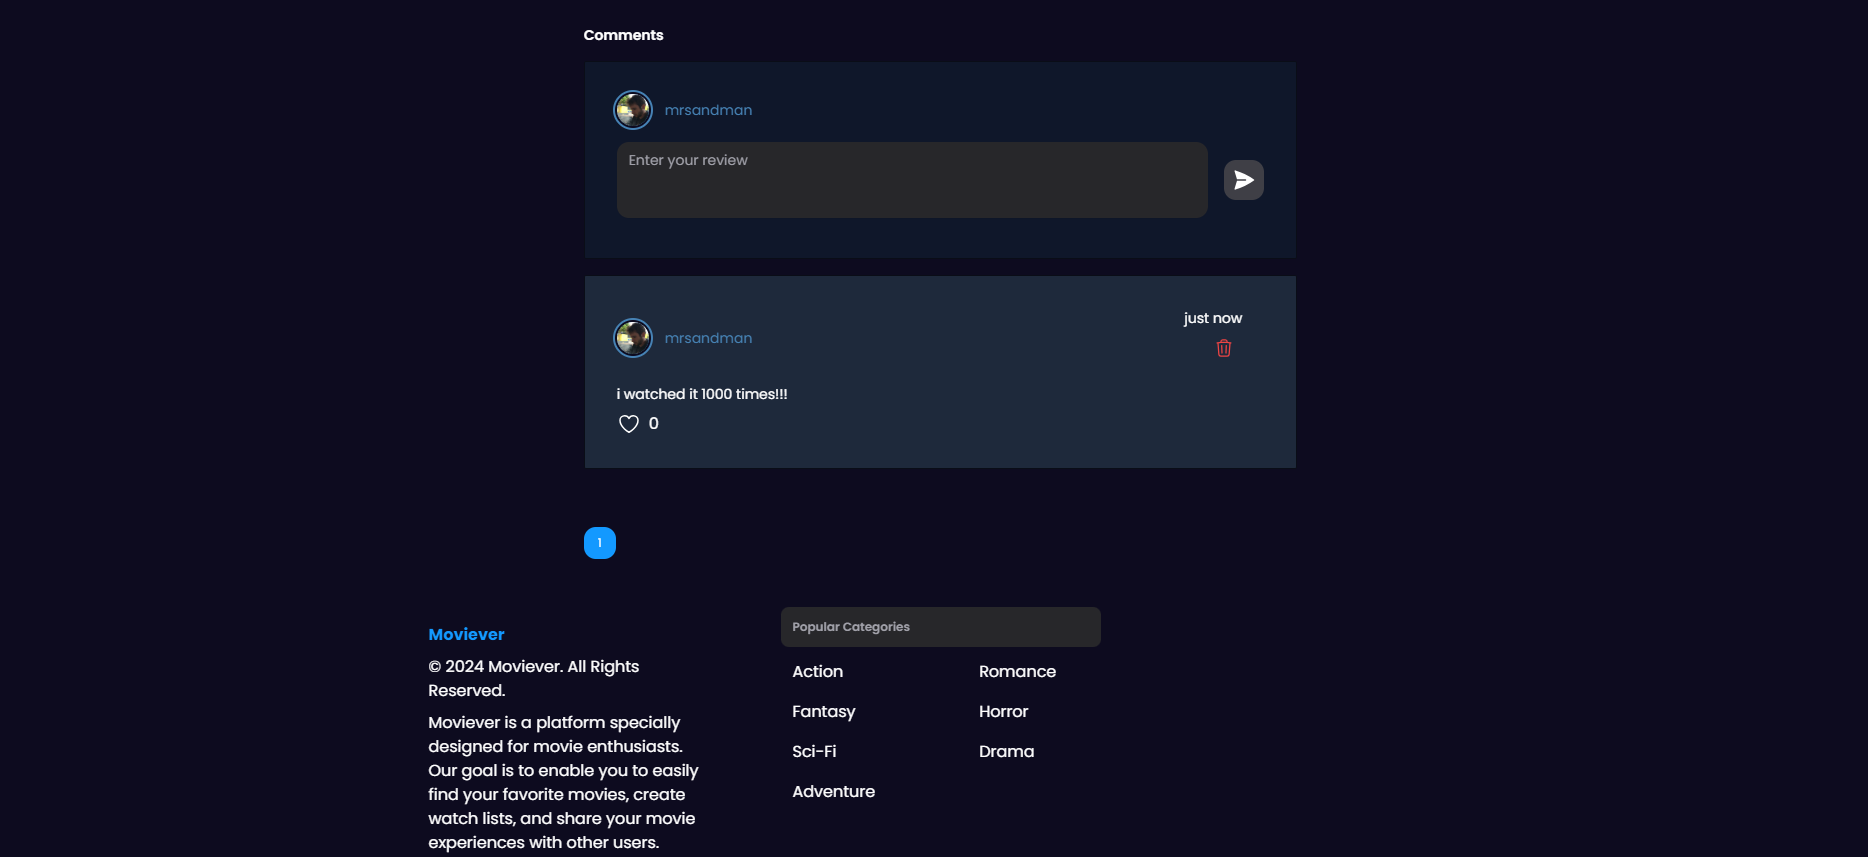 Comments
mrsandman
Enter your review
just now
mrsandman
i watched it 1000 times!!!
0
1
Moviever
© 2024 Moviever. All Rights
Reserved.
Moviever is a platform specially
designed for movie enthusiasts.
Our goal is to enable you to easily
find your favorite movies, create
watch lists, and share your movie
experiences with other users.
Popular Categories
Action
Romance
Fantasy
Horror
Sci-Fi
Drama
Adventure